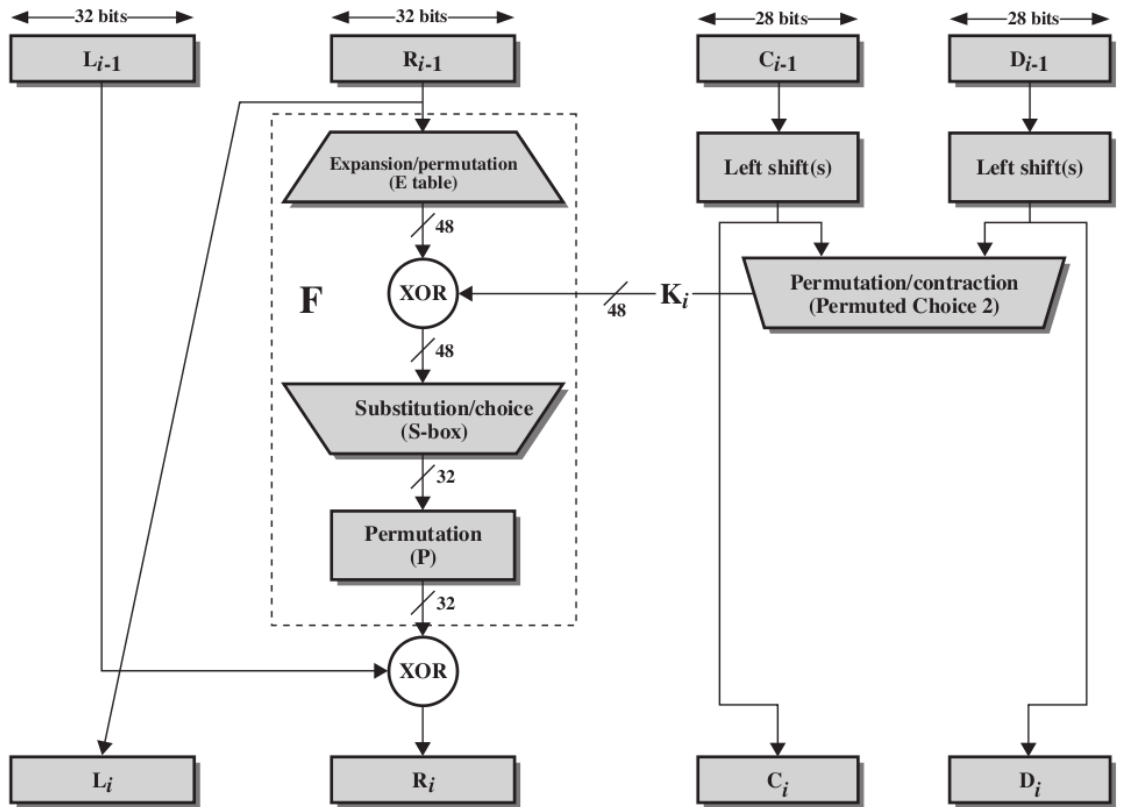 32 bits
32 bits
28 bits
28 bits
Li-1
Ri-1
Ci-1
Di-1
Expansion/permutation
(E table)
Left shift(s)
Left shift(s)
48
F
XOR
48
Ki
Permutation/contraction
(Permuted Choice 2)
48
Substitution/choice
(S-box)
32
Permutation
(P)
32
XOR
Li
Ri
Ci
Di